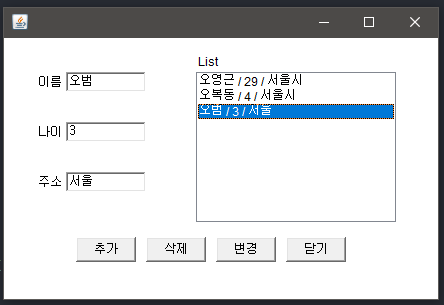 List
이름 오범
나이 3
주소 서울
오영근 / 29 / 서울시
오복동 / 4 / 서울시
오범 / 3 / 서울
추가 삭제 변경 닫기